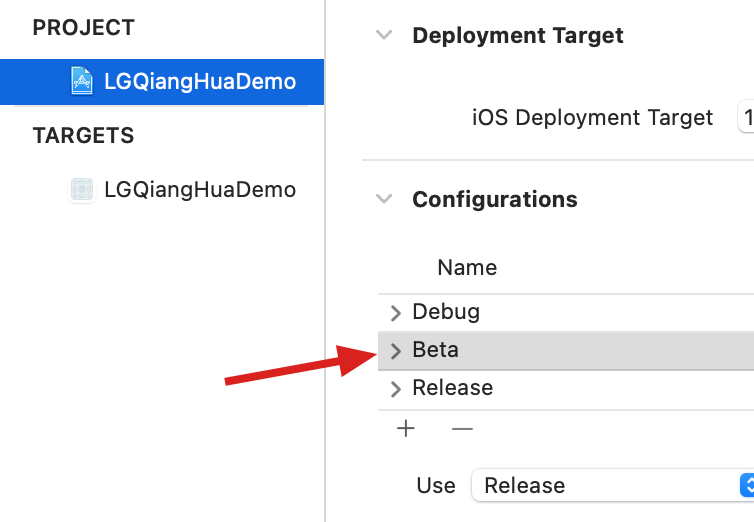 PROJECT
LGQiangHuaDemo
TARGETS
LGQiangHuaDemo
Deployment Target
iOS Deployment Target 1
Configurations
Name
Debug
Beta
Release
Use Release